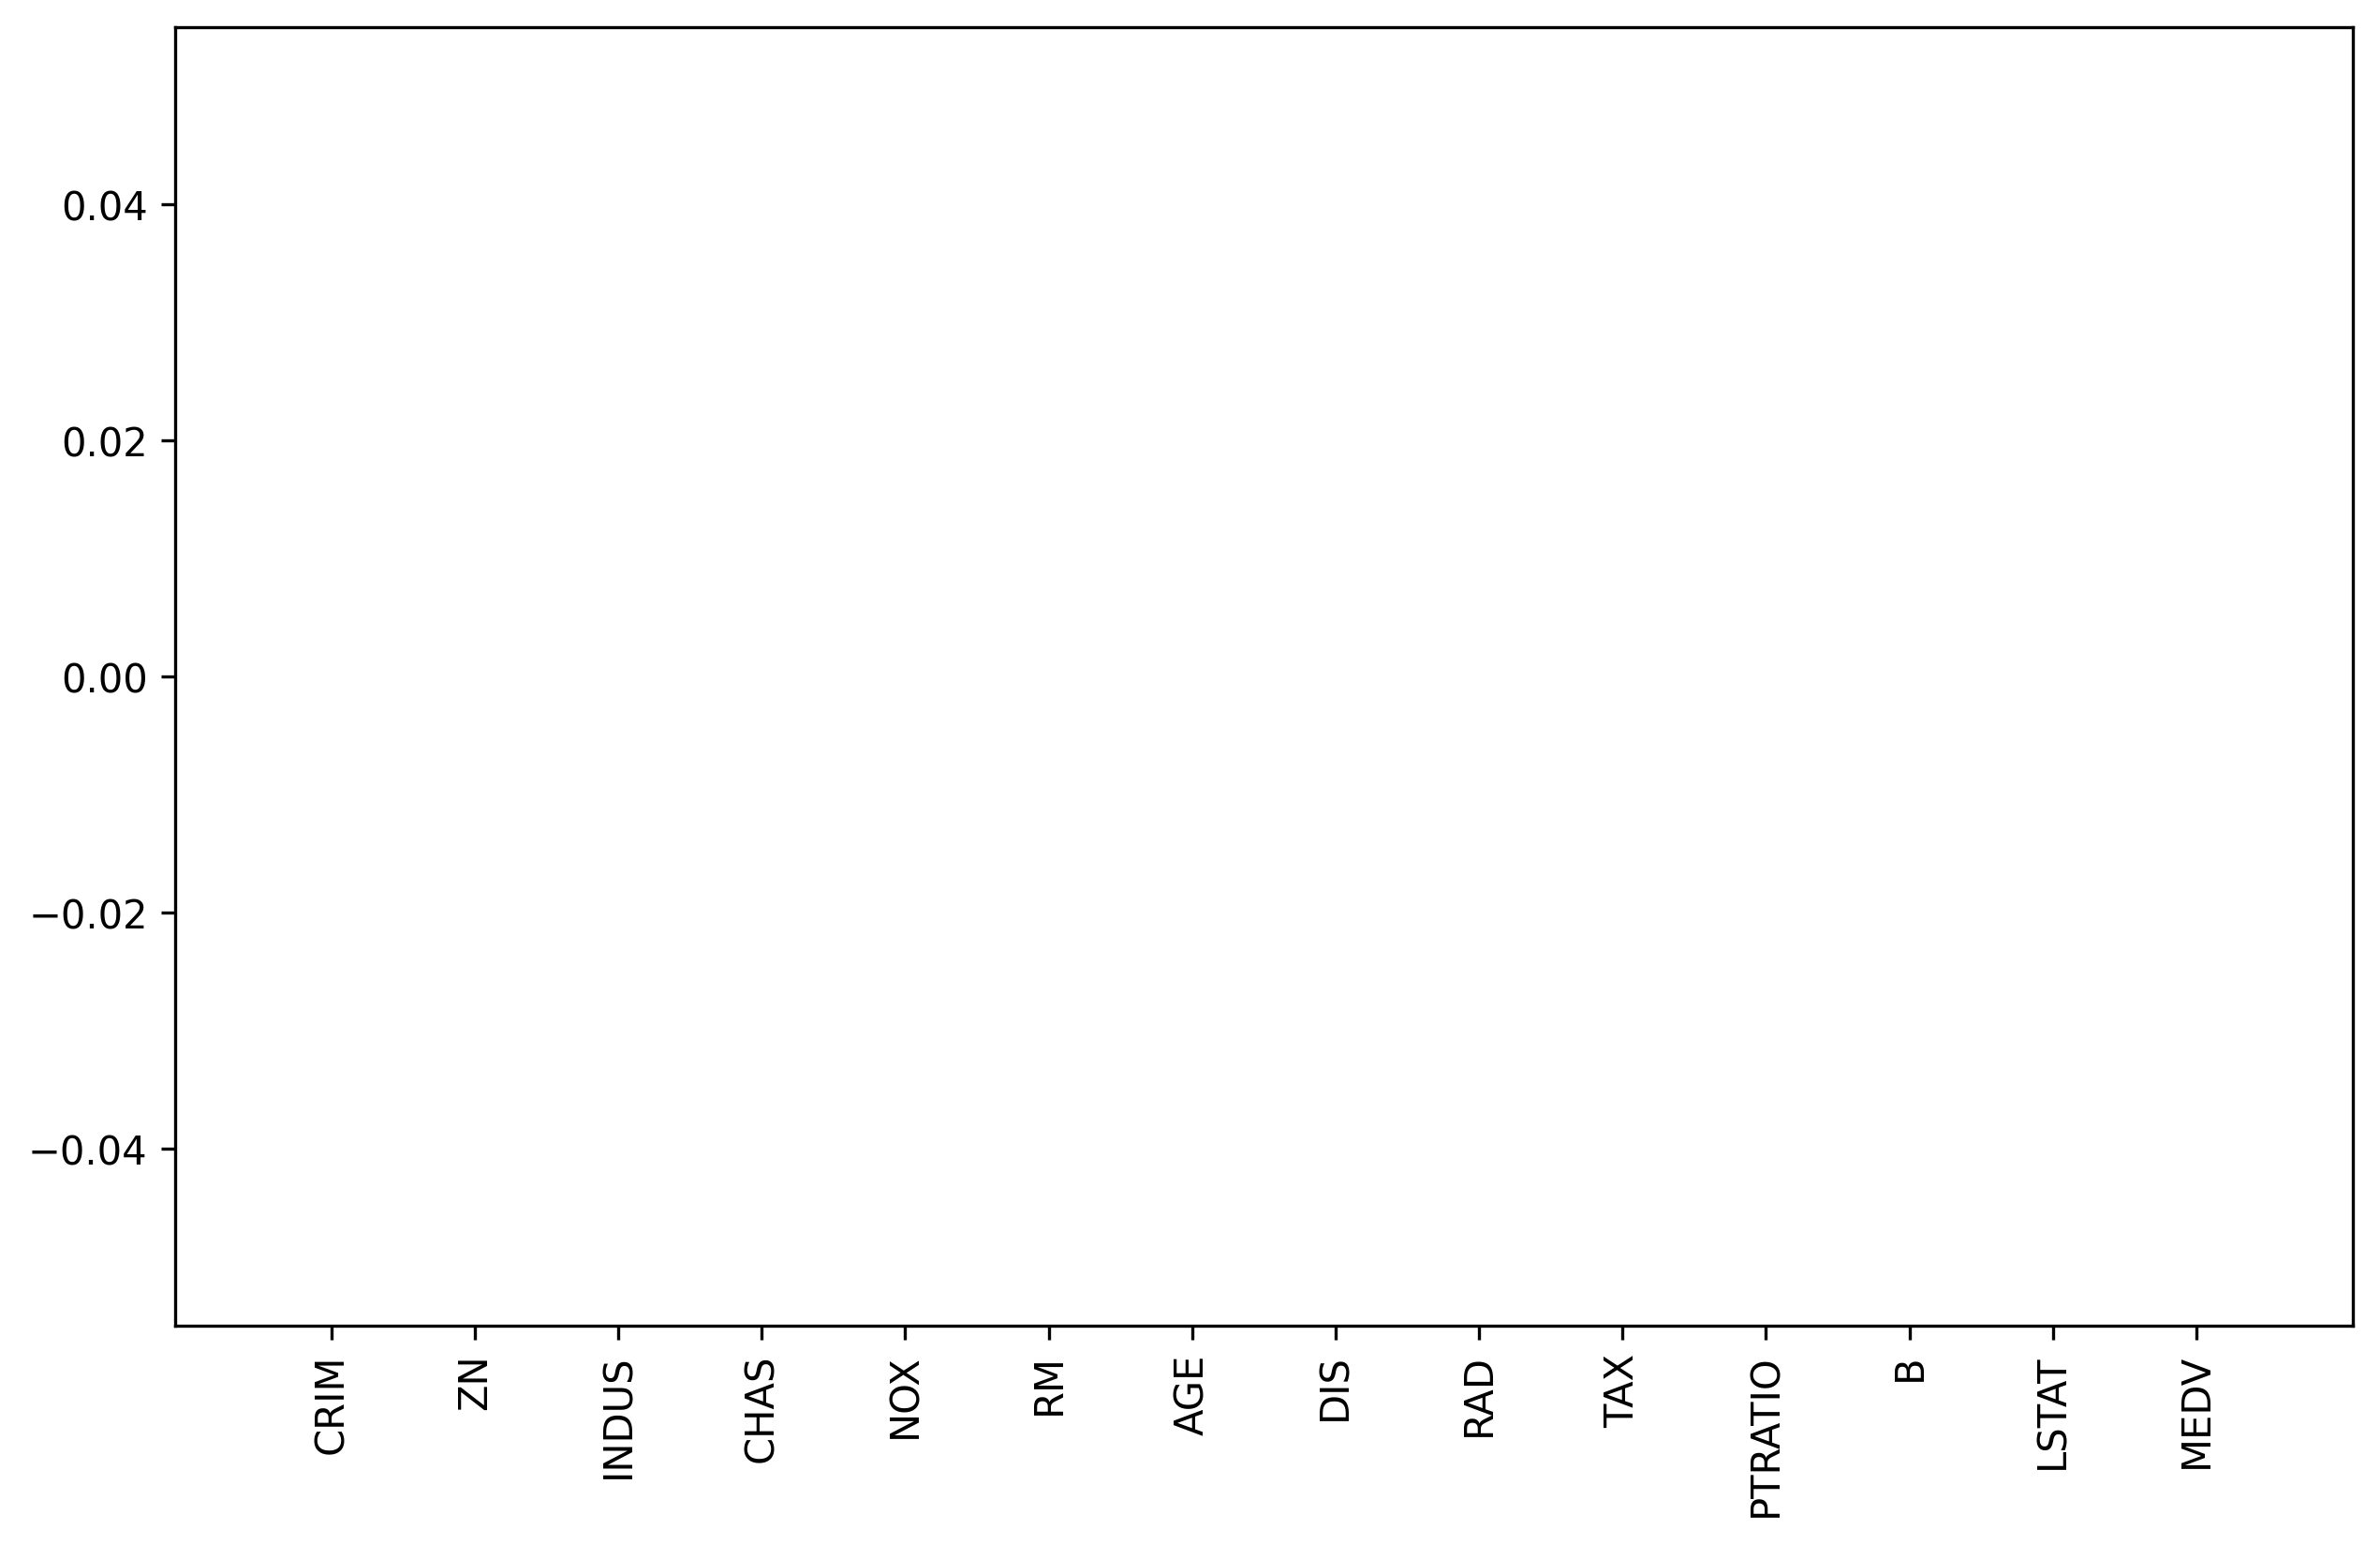 0.04
0.02
0.00
−0.02
−0.04
CRIM
ZN
INDUS
CHAS
NOX
RM
AGE
DIS
RAD
TAX
PTRATIO
B
LSTAT
MEDV